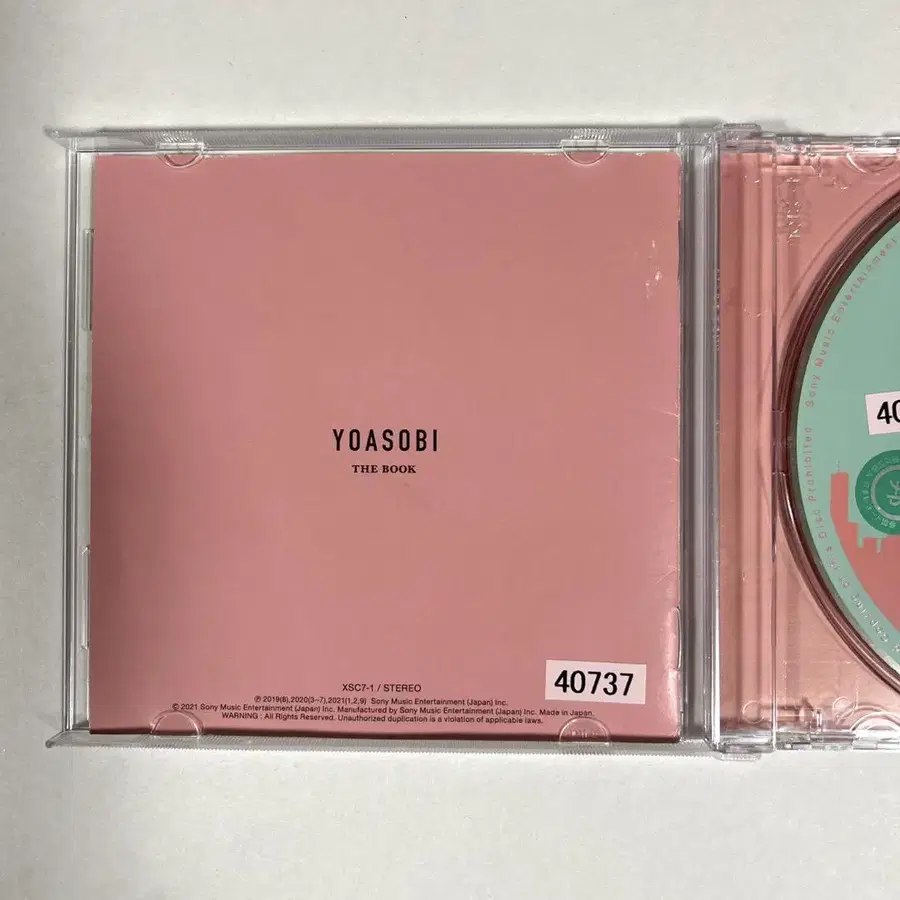 YOASOBI
THE BOOK
XSC7-1 / STEREO
40737
℗ 2019(8),2020(3–7),2021(1,2,9) Sony Music Entertainment (Japan) Inc.
© 2021 Sony Music Entertainment (Japan) Inc. Manufactured by Sony Music Entertainment (Japan) Inc. Made in Japan.
WARNING : All Rights Reserved. Unauthorized duplication is a violation of applicable laws.
Disc Prohibited Sony Music Entertainment
40